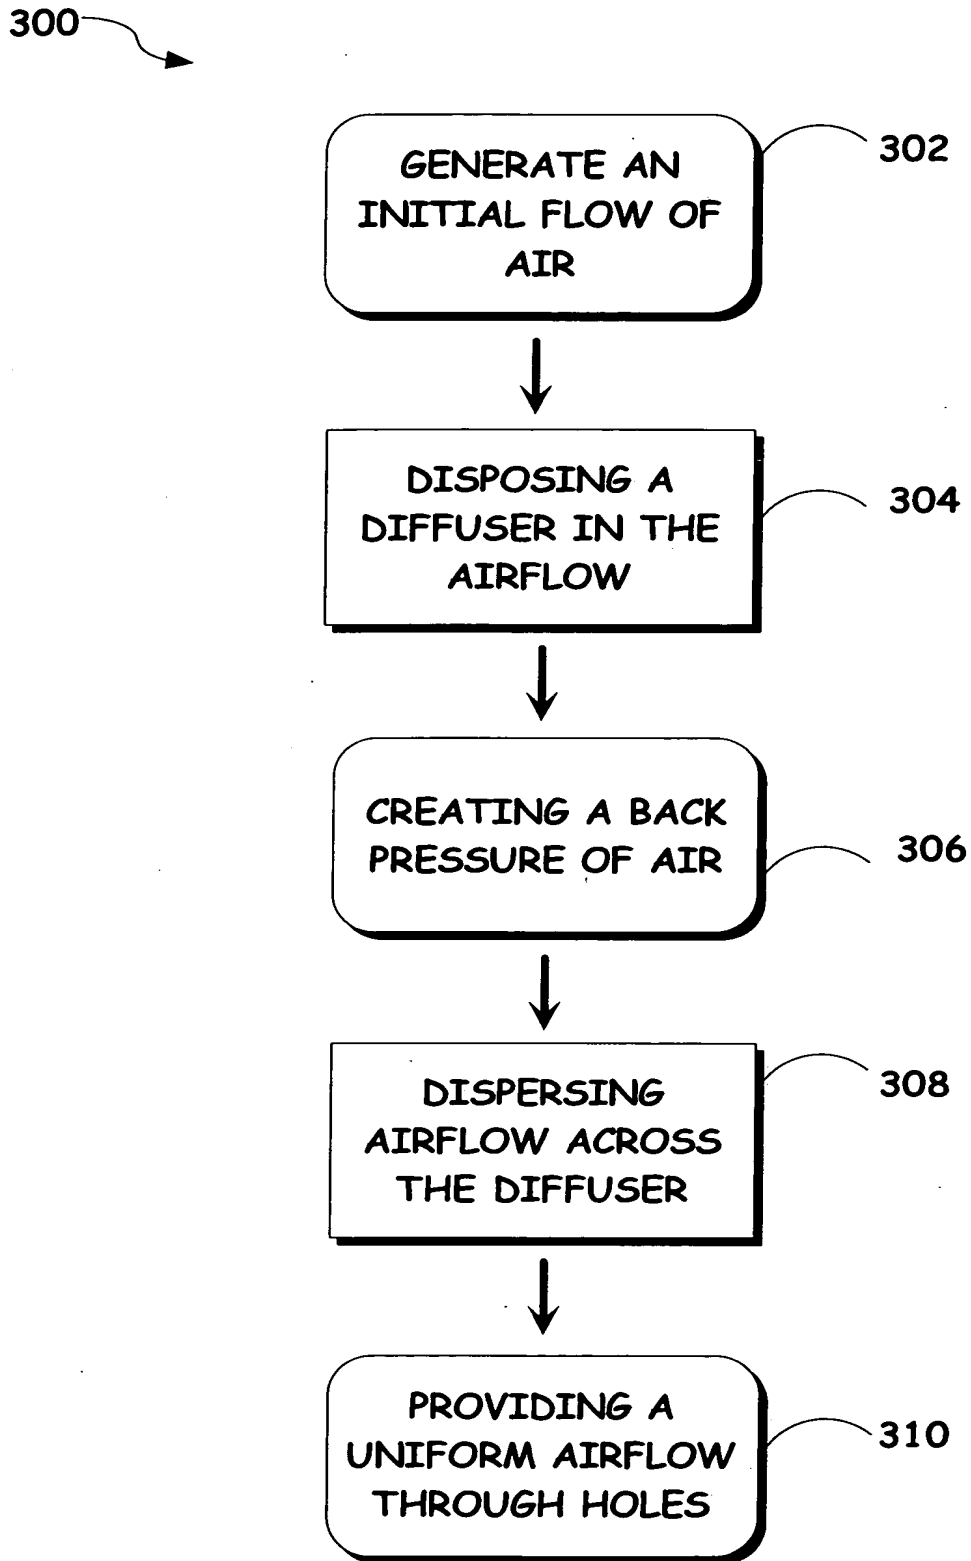 300
GENERATE AN
INITIAL FLOW OF
AIR
302
DISPOSING A
DIFFUSER IN THE
AIRFLOW
304
CREATING A BACK
PRESSURE OF AIR
306
DISPERSING
AIRFLOW ACROSS
THE DIFFUSER
308
PROVIDING A
UNIFORM AIRFLOW
THROUGH HOLES
310